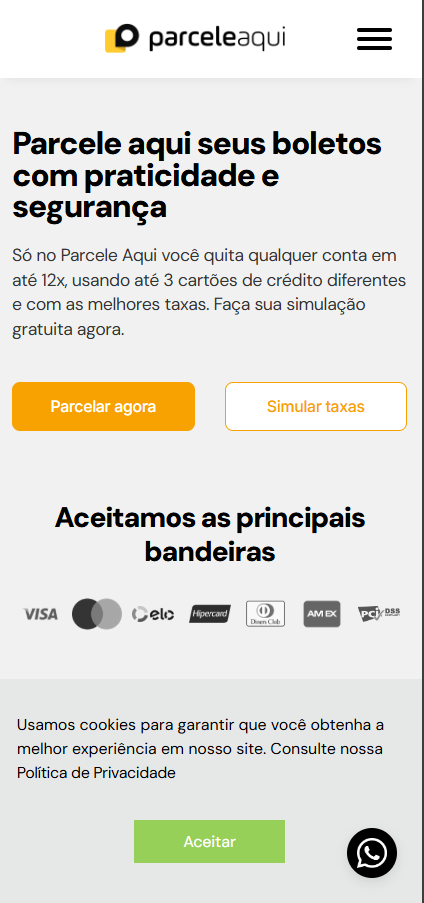 parceleaqui
Parcele aqui seus boletos
com praticidade e
segurança
Só no Parcele Aqui você quita qualquer conta em
até 12x, usando até 3 cartões de crédito diferentes
e com as melhores taxas. Faça sua simulação
gratuita agora.
Parcelar agora
Simular taxas
Aceitamos as principais
bandeiras
VISA
elo
Hipercard
Diners Club
AM EX
PCI DSS
Usamos cookies para garantir que você obtenha a
melhor experiência em nosso site. Consulte nossa
Política de Privacidade
Aceitar